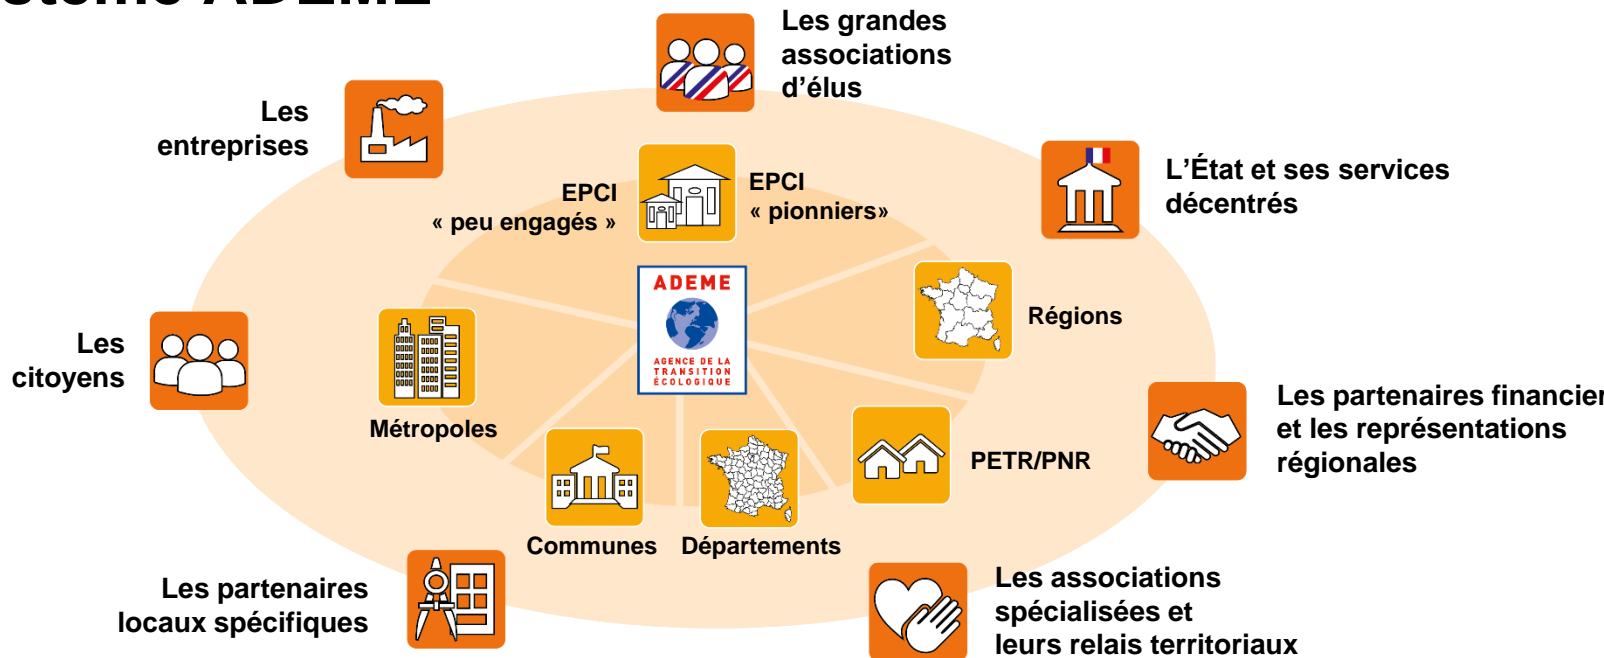 Les grandes
associations
d’élus
Les
entreprises
L’État et ses services
décentrés
EPCI
« peu engagés »
EPCI
« pionniers»
ADEME
AGENCE DE LA
TRANSITION
ÉCOLOGIQUE
Régions
Les
citoyens
Métropoles
Les partenaires financier
et les représentations
régionales
PETR/PNR
Communes
Départements
Les partenaires
locaux spécifiques
Les associations
spécialisées et
leurs relais territoriaux